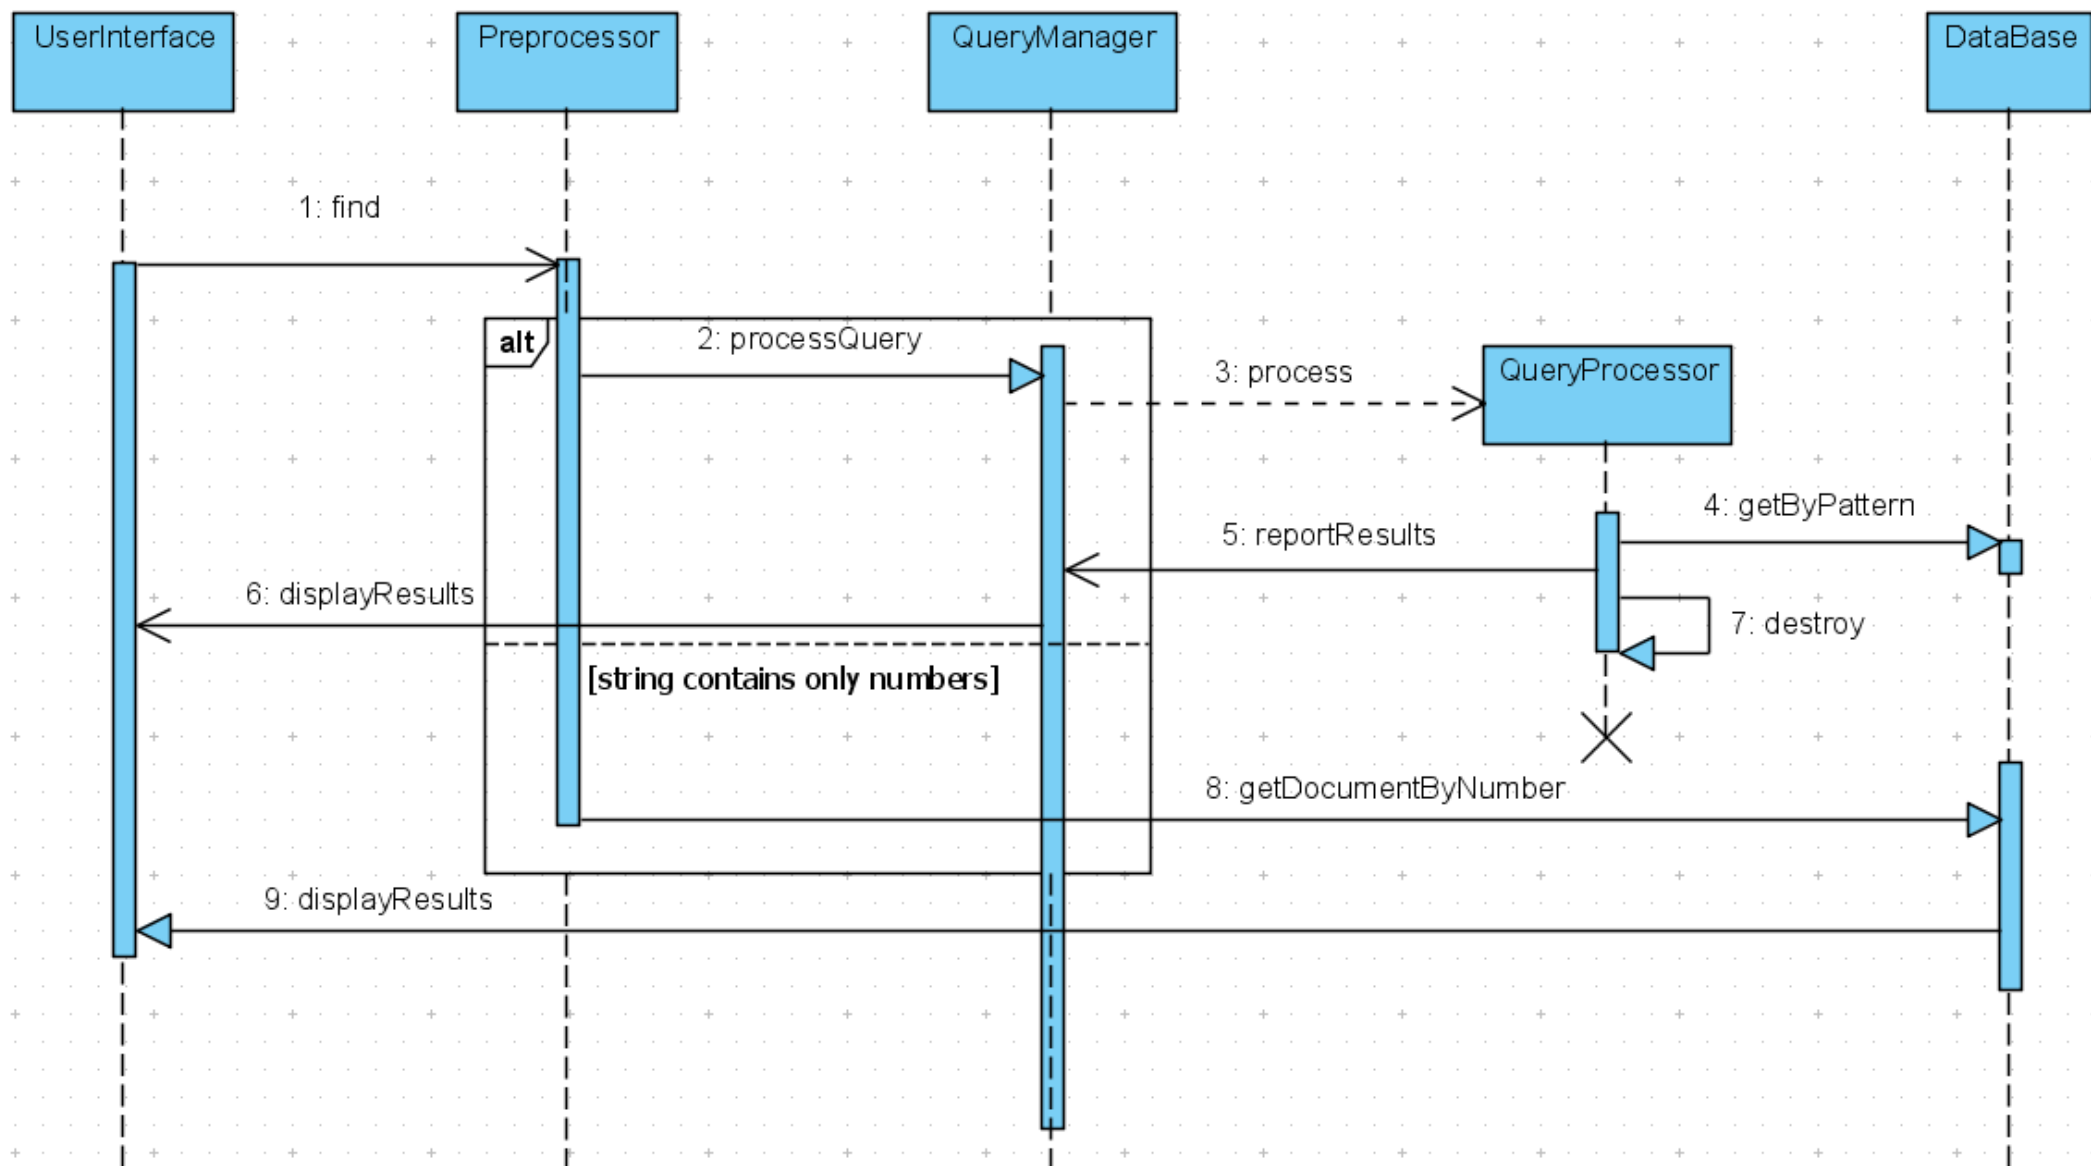 UserInterface
Preprocessor
QueryManager
DataBase
1: find
alt
2: processQuery
3: process
QueryProcessor
4: getByPattern
5: reportResults
6: displayResults
7: destroy
[string contains only numbers]
8: getDocumentByNumber
9: displayResults